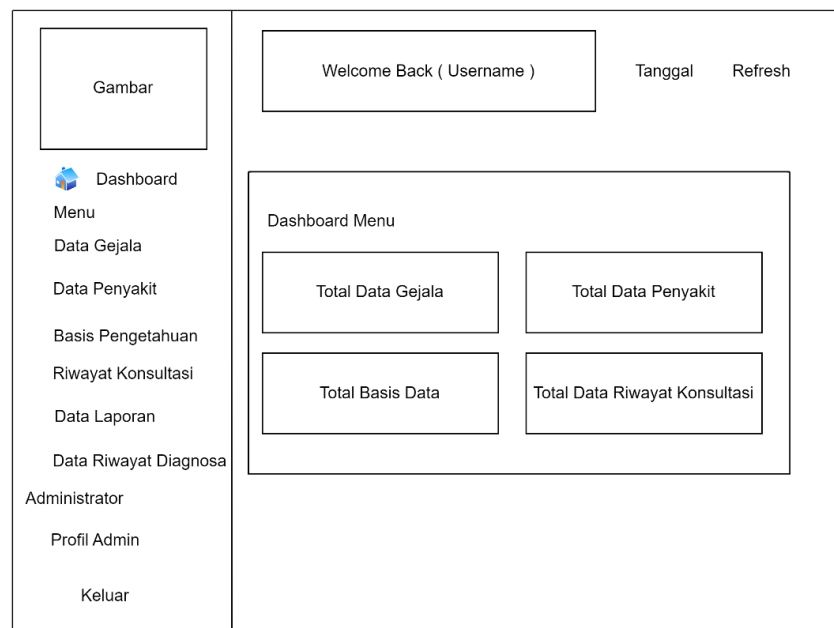 Gambar
Dashboard
Menu
Data Gejala
Data Penyakit
Basis Pengetahuan
Riwayat Konsultasi
Data Laporan
Data Riwayat Diagnosa
Administrator
Profil Admin
Keluar
Welcome Back ( Username )
Tanggal
Refresh
Dashboard Menu
Total Data Gejala
Total Data Penyakit
Total Basis Data
Total Data Riwayat Konsultasi